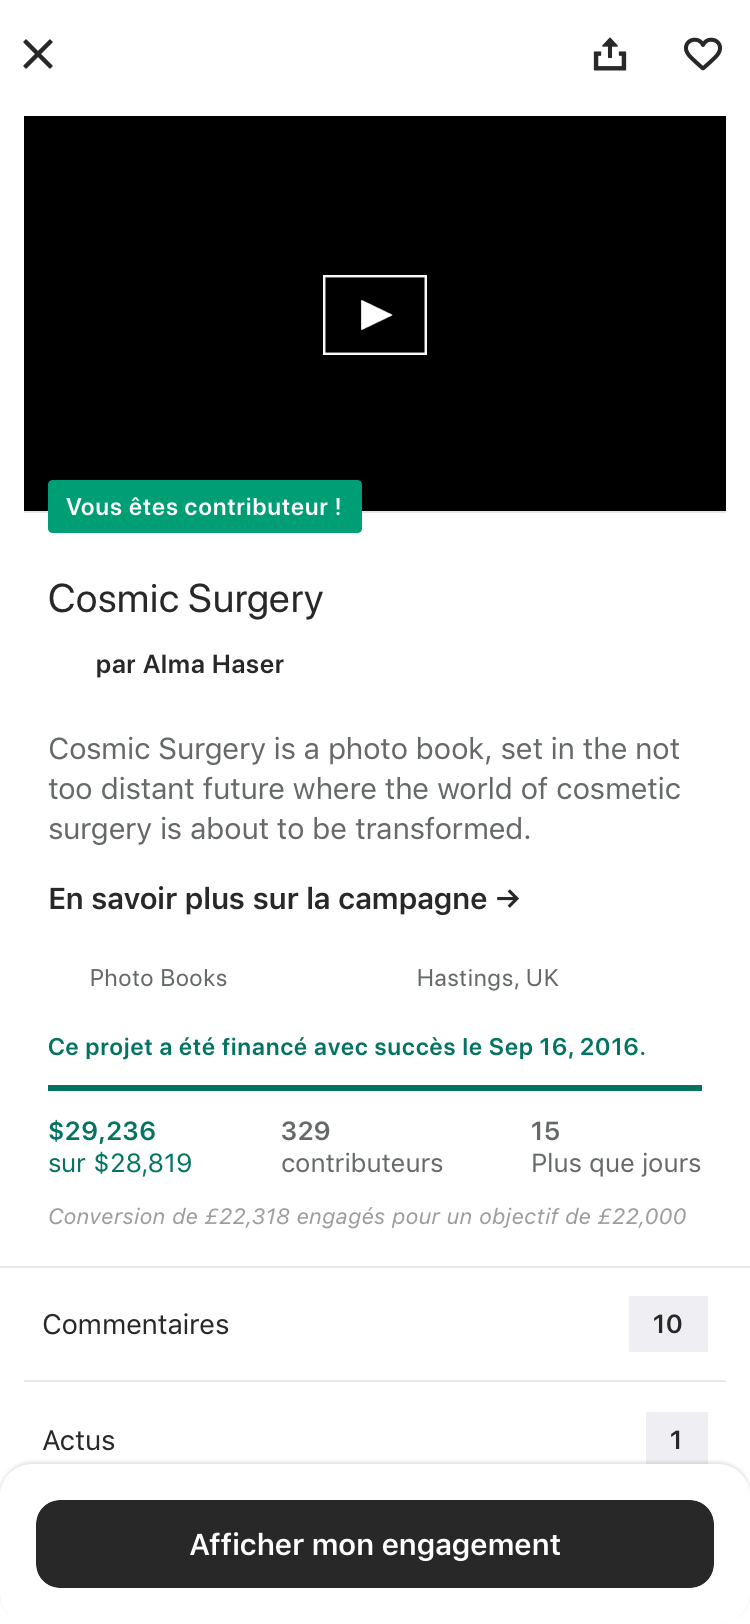 Vous êtes contributeur !
Cosmic Surgery
par Alma Haser
Cosmic Surgery is a photo book, set in the not
too distant future where the world of cosmetic
surgery is about to be transformed.
En savoir plus sur la campagne →
Photo Books
Hastings, UK
Ce projet a été financé avec succès le Sep 16, 2016.
$29,236
sur $28,819
329
contributeurs
15
Plus que jours
Conversion de £22,318 engagés pour un objectif de £22,000
Commentaires
10
Actus
1
Afficher mon engagement